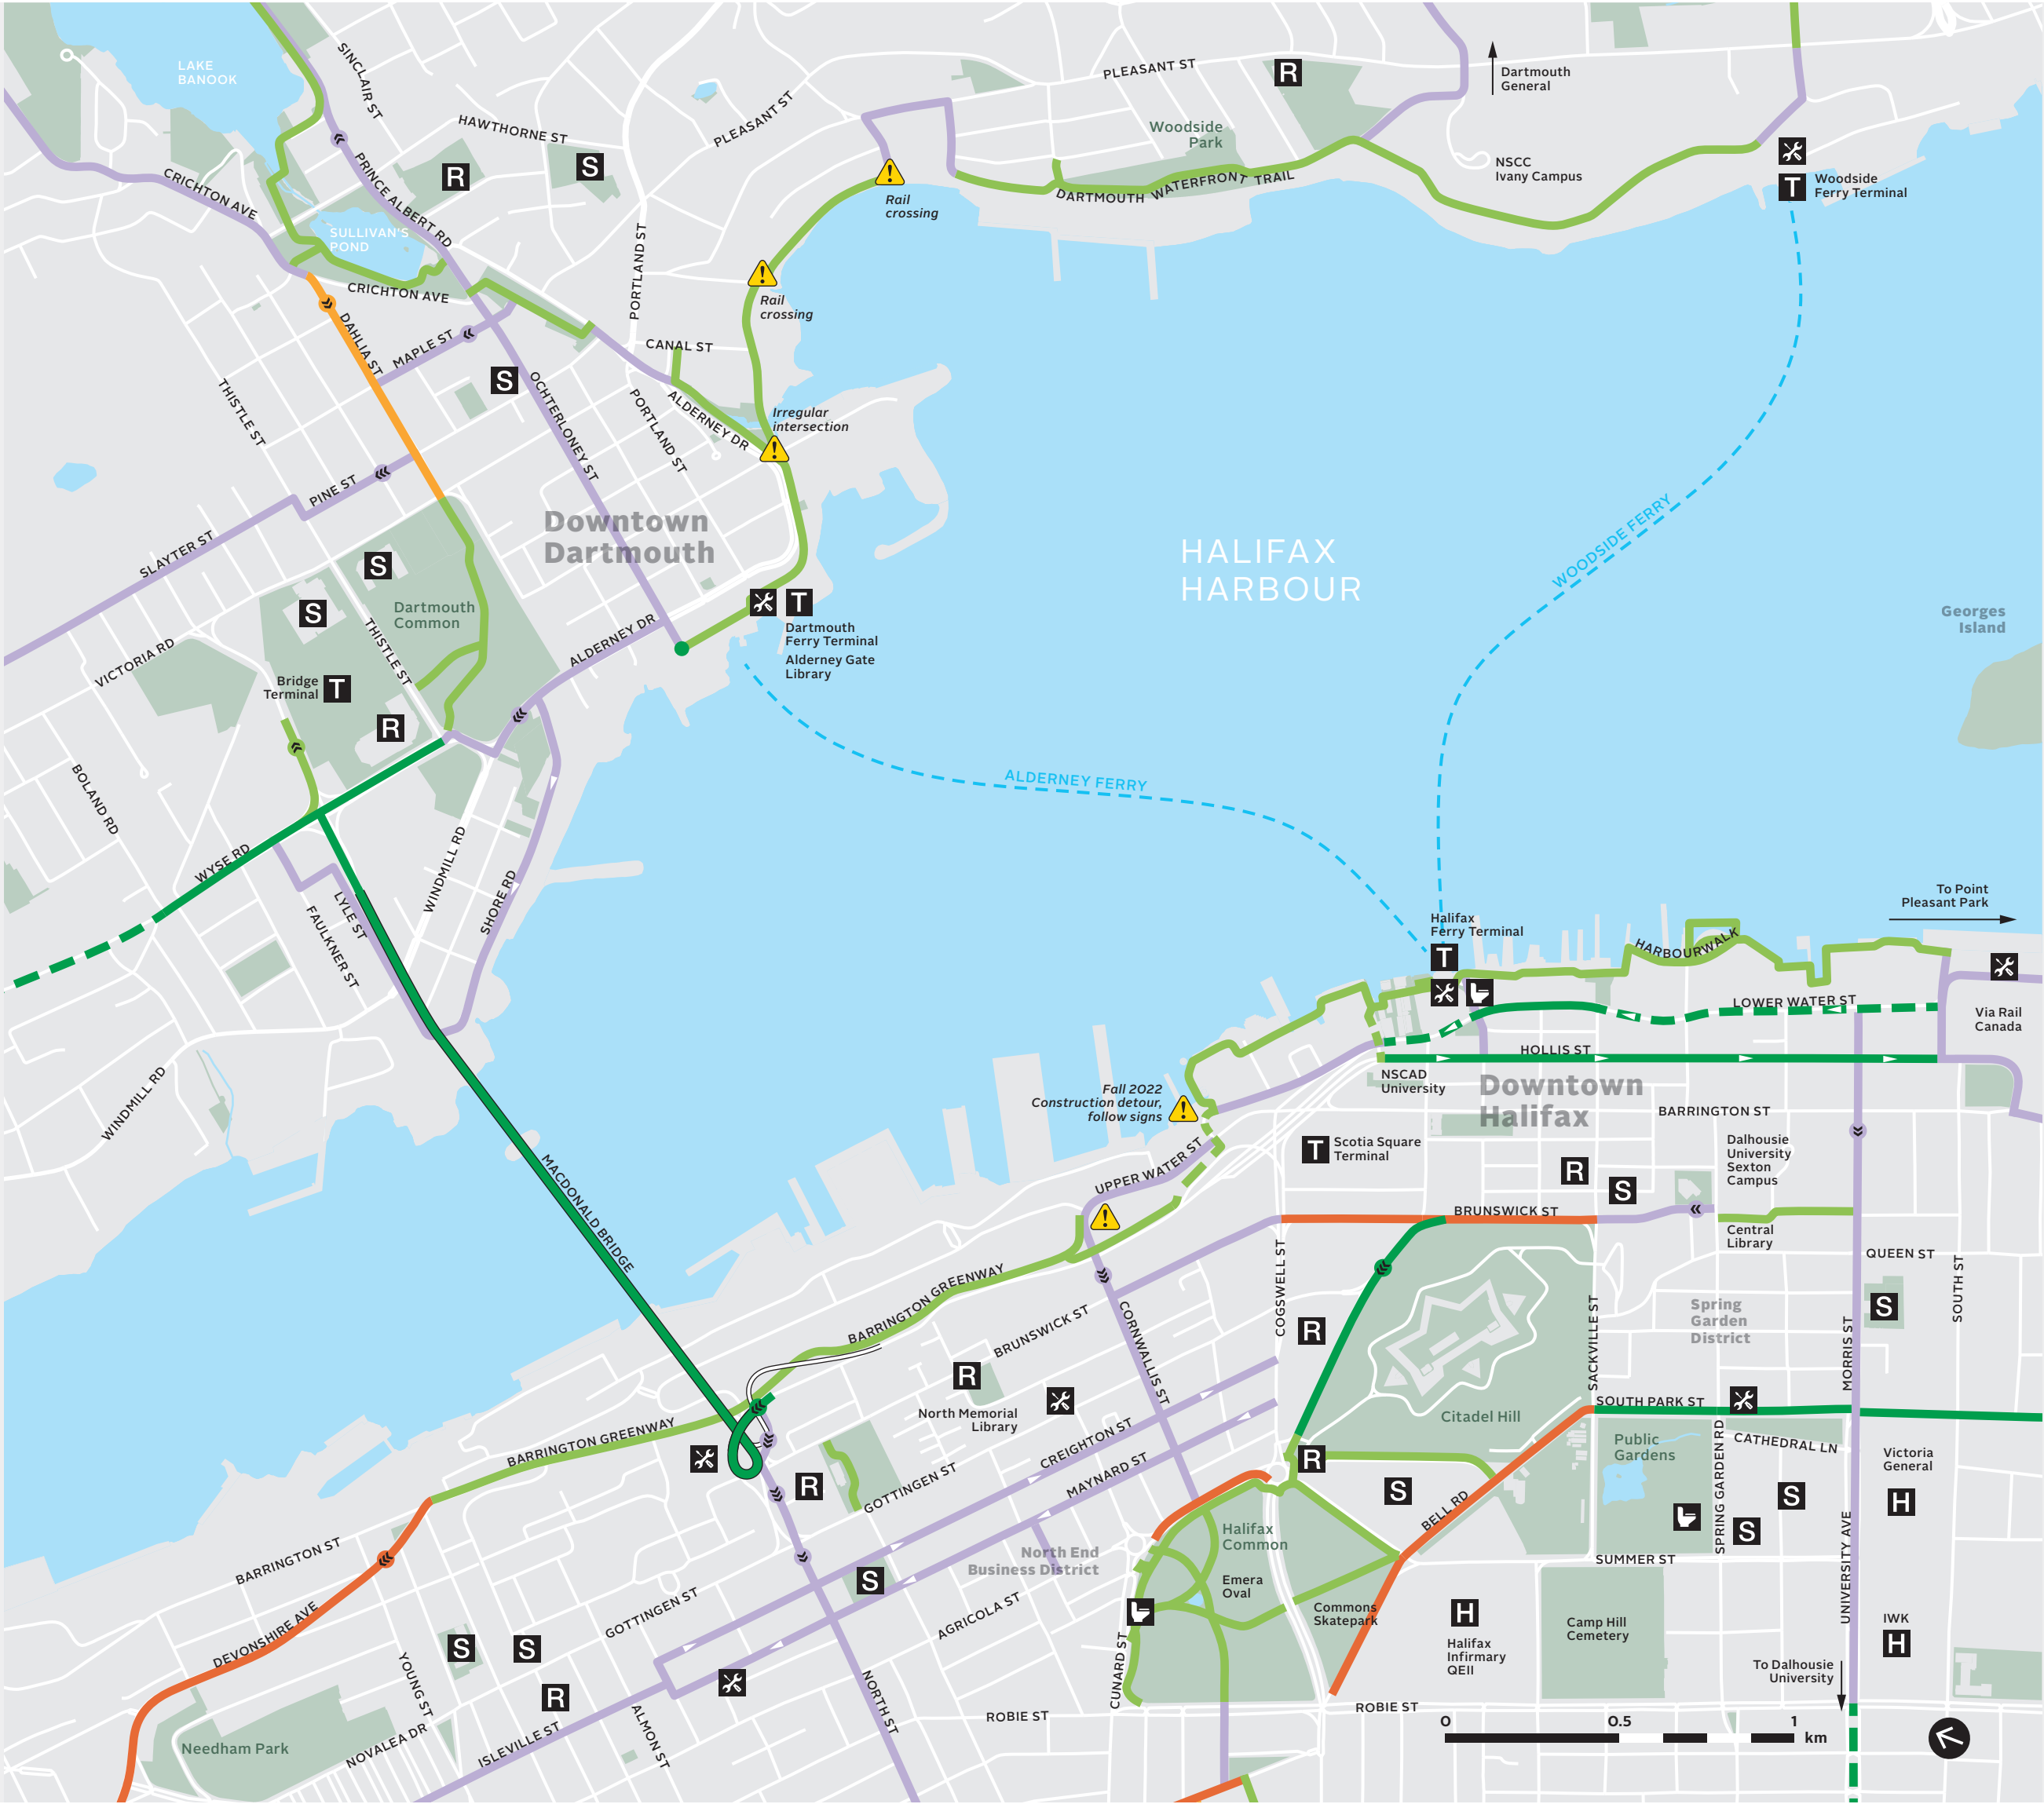 LAKE
BANOOK
SINCLAIR ST
HAWTHORNE ST
PLEASANT ST
PLEASANT ST
R
Dartmouth
General
Woodside
Park
NSCC
Ivany Campus
Woodside
Ferry Terminal
T
DARTMOUTH WATERFRONT TRAIL
!
Rail
crossing
!
Rail
crossing
R
S
CRICHTON AVE
PRINCE ALBERT RD
SULLIVAN'S
POND
CRICHTON AVE
PORTLAND ST
DAHLIA ST
MAPLE ST
CANAL ST
S
OCHTERLONEY ST
PORTLAND ST
ALDERNEY DR
Irregular
intersection
!
THISTLE ST
PINE ST
SLAYTER ST
Downtown
Dartmouth
HALIFAX
HARBOUR
WOODSIDE FERRY
Georges
Island
S
S
Dartmouth
Common
THISTLE ST
VICTORIA RD
Bridge
Terminal
T
R
ALDERNEY DR
T
Dartmouth
Ferry Terminal
Alderney Gate
Library
ALDERNEY FERRY
BOLAND RD
WYSE RD
LYLE ST
FAULKNER ST
WINDMILL RD
SHORE RD
WINDMILL RD
MACDONALD BRIDGE
To Point
Pleasant Park
Halifax
Ferry Terminal
T
HARBOURWALK
LOWER WATER ST
Via Rail
Canada
HOLLIS ST
NSCAD
University
Downtown
Halifax
Fall 2022
Construction detour,
follow signs
!
BARRINGTON ST
UPPER WATER ST
T
Scotia Square
Terminal
Dalhousie
University
Sexton
Campus
R
S
!
BRUNSWICK ST
Central
Library
QUEEN ST
BARRINGTON GREENWAY
COGSWELL ST
SACKVILLE ST
Spring
Garden
District
S
SOUTH ST
MORRIS ST
BRUNSWICK ST
CORNWALLIS ST
R
R
North Memorial
Library
Citadel Hill
SOUTH PARK ST
BARRINGTON GREENWAY
CREIGHTON ST
MAYNARD ST
GOTTINGEN ST
R
R
S
BELL RD
Public
Gardens
SPRING GARDEN RD
CATHEDRAL LN
Victoria
General
H
S
S
BARRINGTON ST
DEVONSHIRE AVE
North End
Business District
Halifax
Common
Emera
Oval
SUMMER ST
UNIVERSITY AVE
S
GOTTINGEN ST
AGRICOLA ST
Commons
Skatepark
H
Halifax
Infirmary
QEII
Camp Hill
Cemetery
IWK
H
S
S
YOUNG ST
R
CUNARD ST
To Dalhousie
University
NORTH ST
ROBIE ST
ROBIE ST
Needham Park
NOVALEA DR
ISLEVILLE ST
ALMON ST
0
0.5
1
km